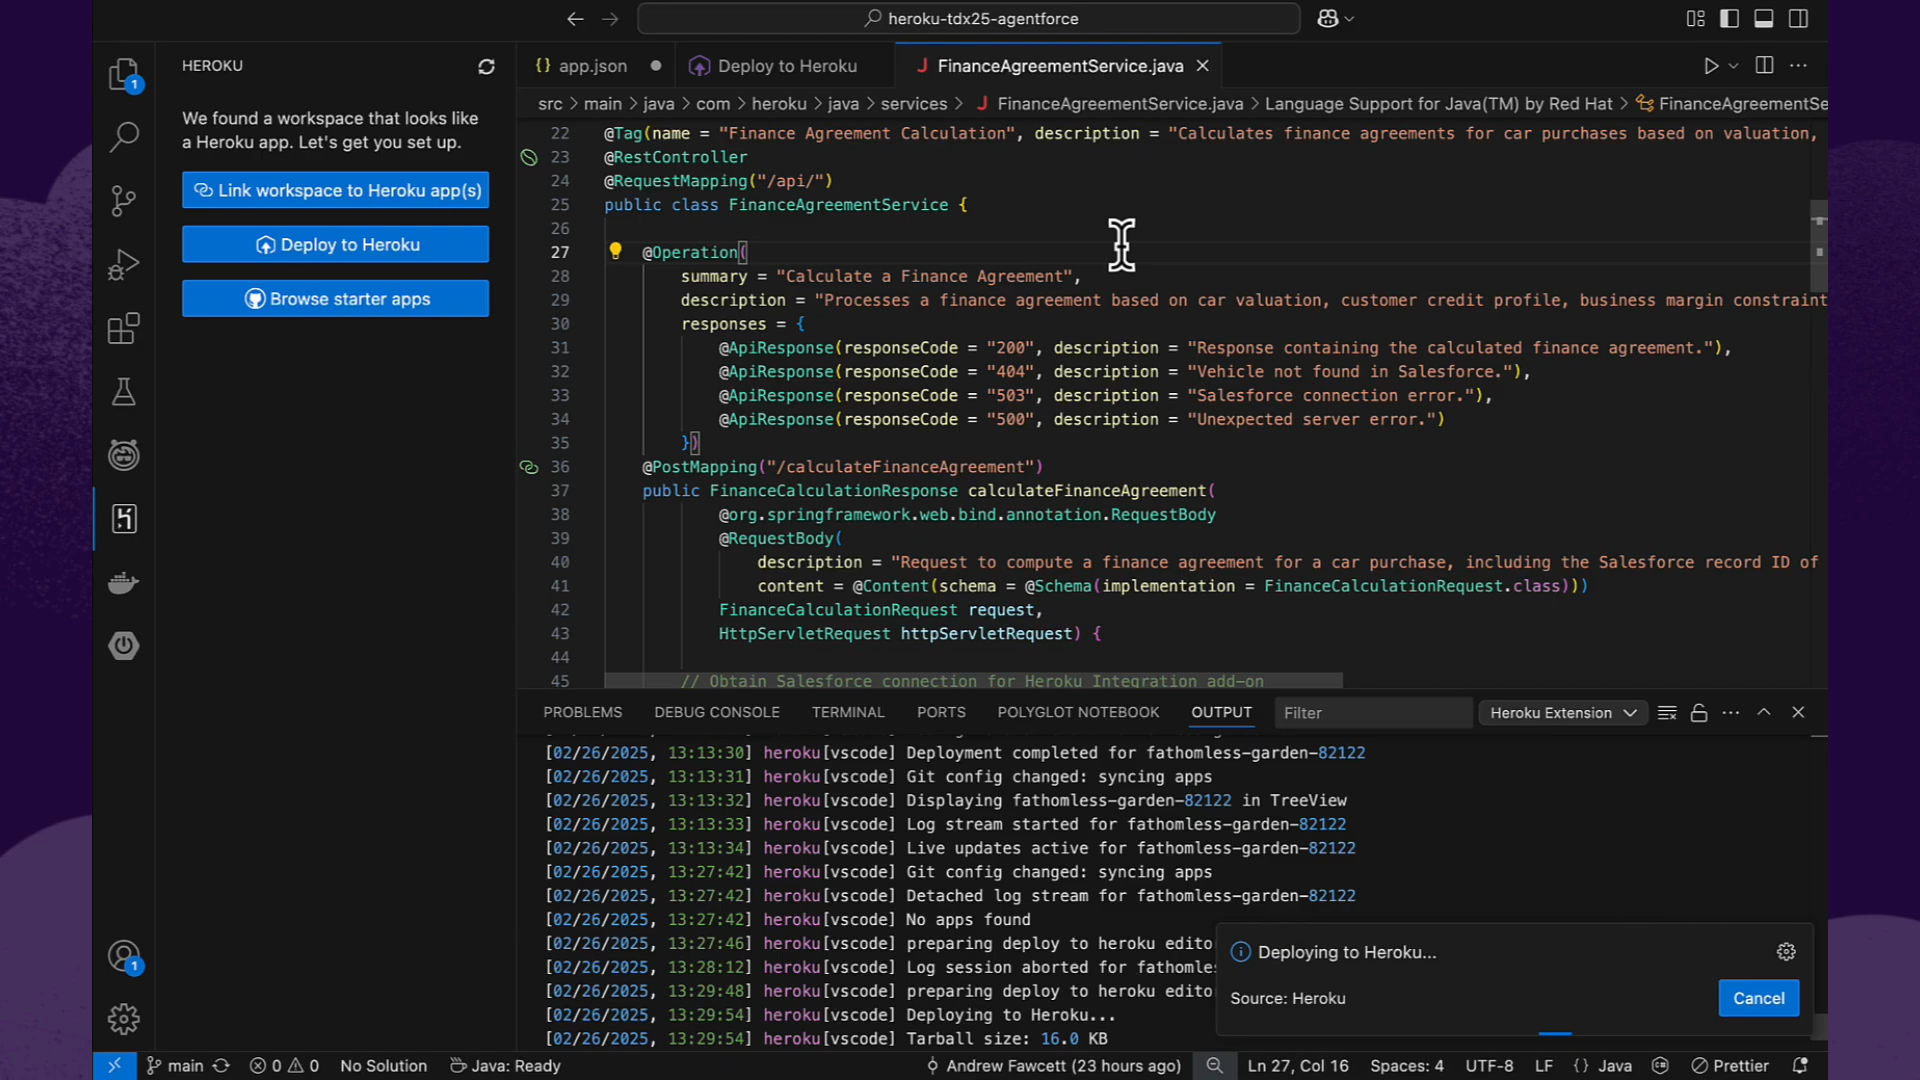 heroku-tdx25-agentforce
HEROKU
{} app.json
Deploy to Heroku
J FinanceAgreementService.java
src > main > java > com > heroku > java > services > J FinanceAgreementService.java > Language Support for Java(TM) by Red Hat > FinanceAgreementSe
1
We found a workspace that looks like
a Heroku app. Let's get you set up.
Link workspace to Heroku app(s)
Deploy to Heroku
Browse starter apps
22 @Tag(name = "Finance Agreement Calculation", description = "Calculates finance agreements for car purchases based on valuation,
23 @RestController
24 @RequestMapping("/api/")
25 public class FinanceAgreementService {
26
27 @Operation(
28 summary = "Calculate a Finance Agreement",
29 description = "Processes a finance agreement based on car valuation, customer credit profile, business margin constraint
30 responses = {
31 @ApiResponse(responseCode = "200", description = "Response containing the calculated finance agreement."),
32 @ApiResponse(responseCode = "404", description = "Vehicle not found in Salesforce."),
33 @ApiResponse(responseCode = "503", description = "Salesforce connection error."),
34 @ApiResponse(responseCode = "500", description = "Unexpected server error.")
35 })
36 @PostMapping("/calculateFinanceAgreement")
37 public FinanceCalculationResponse calculateFinanceAgreement(
38 @org.springframework.web.bind.annotation.RequestBody
39 @RequestBody(
40 description = "Request to compute a finance agreement for a car purchase, including the Salesforce record ID of
41 content = @Content(schema = @Schema(implementation = FinanceCalculationRequest.class)))
42 FinanceCalculationRequest request,
43 HttpServletRequest httpServletRequest) {
44
45 // Obtain Salesforce connection for Heroku Integration add-on
PROBLEMS DEBUG CONSOLE TERMINAL PORTS POLYGLOT NOTEBOOK OUTPUT Filter Heroku Extension
[02/26/2025, 13:13:30] heroku[vscode] Deployment completed for fathomless-garden-82122
[02/26/2025, 13:13:31] heroku[vscode] Git config changed: syncing apps
[02/26/2025, 13:13:32] heroku[vscode] Displaying fathomless-garden-82122 in TreeView
[02/26/2025, 13:13:33] heroku[vscode] Log stream started for fathomless-garden-82122
[02/26/2025, 13:13:34] heroku[vscode] Live updates active for fathomless-garden-82122
[02/26/2025, 13:27:42] heroku[vscode] Git config changed: syncing apps
[02/26/2025, 13:27:42] heroku[vscode] Detached log stream for fathomless-garden-82122
[02/26/2025, 13:27:42] heroku[vscode] No apps found
[02/26/2025, 13:27:46] heroku[vscode] preparing deploy to heroku edito
[02/26/2025, 13:28:12] heroku[vscode] Log session aborted for fathomles
[02/26/2025, 13:29:48] heroku[vscode] preparing deploy to heroku edito
[02/26/2025, 13:29:54] heroku[vscode] Deploying to Heroku...
[02/26/2025, 13:29:54] heroku[vscode] Tarball size: 16.0 KB
Deploying to Heroku...
Source: Heroku
Cancel
1
main 0 0 No Solution Java: Ready Andrew Fawcett (23 hours ago) Ln 27, Col 16 Spaces: 4 UTF-8 LF {} Java Prettier